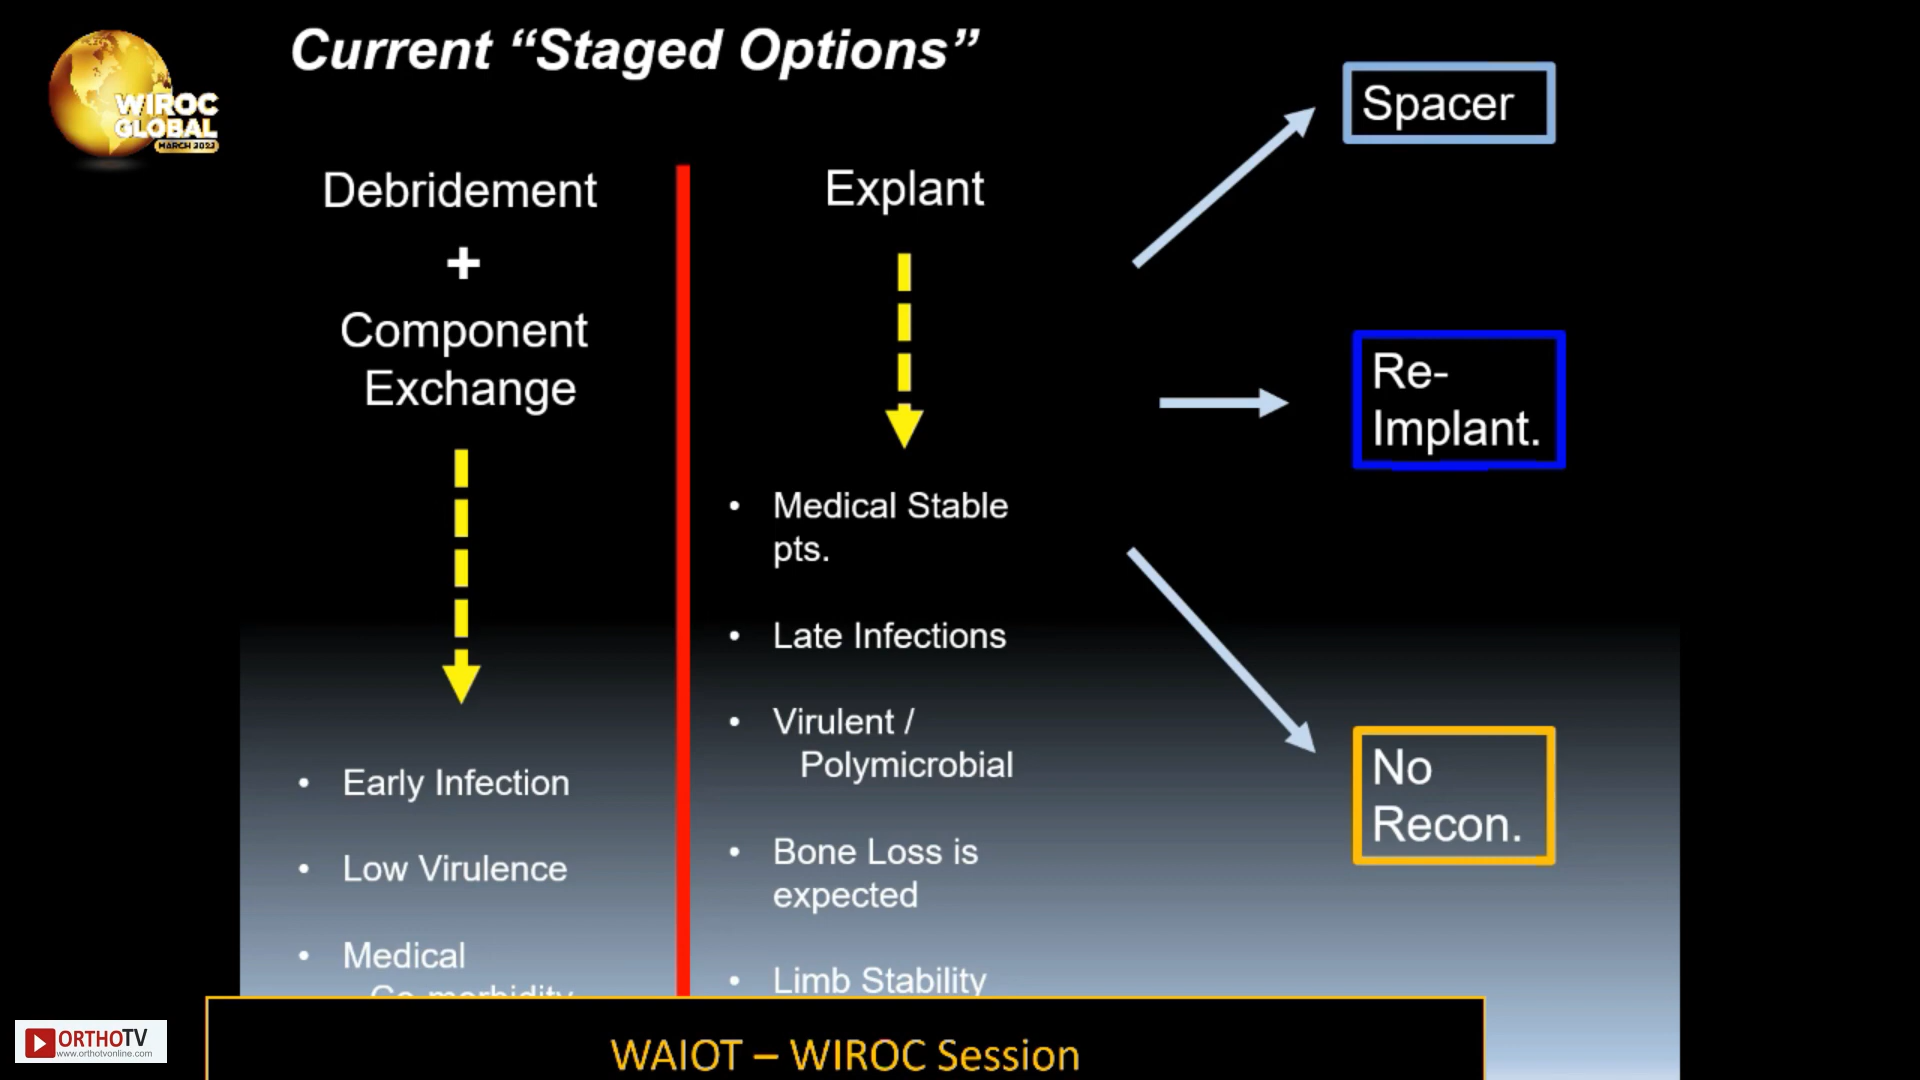 Current “Staged Options”
WIROC
GLOBAL
MARCH 2023
Debridement
+
Component
Exchange
Early Infection
Low Virulence
Medical
Co-morbidity
Explant
Medical Stable
pts.
Late Infections
Virulent /
Polymicrobial
Bone Loss is
expected
Limb Stability
Spacer
Re-
Implant.
No
Recon.
WAIOT – WIROC Session
ORTHOTV
www.orthotvonline.com